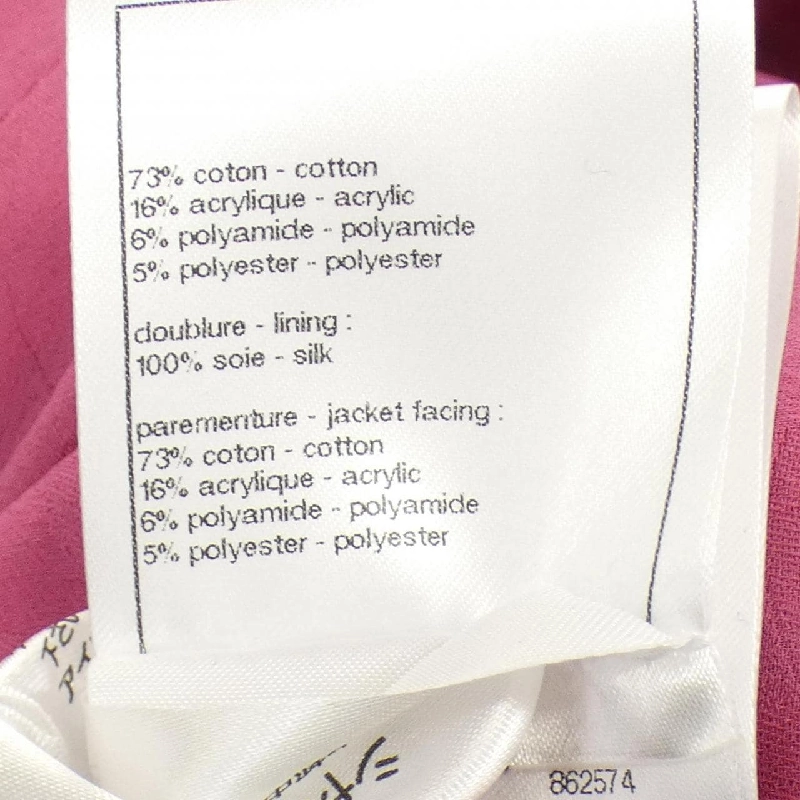 73% coton - cotton
16% acrylique - acrylic
6% polyamide - polyamide
5% polyester - polyester
doublure - lining :
100% soie - silk
parementure - jacket facing :
73% coton - cotton
16% acrylique - acrylic
6% polyamide - polyamide
5% polyester - polyester
862574